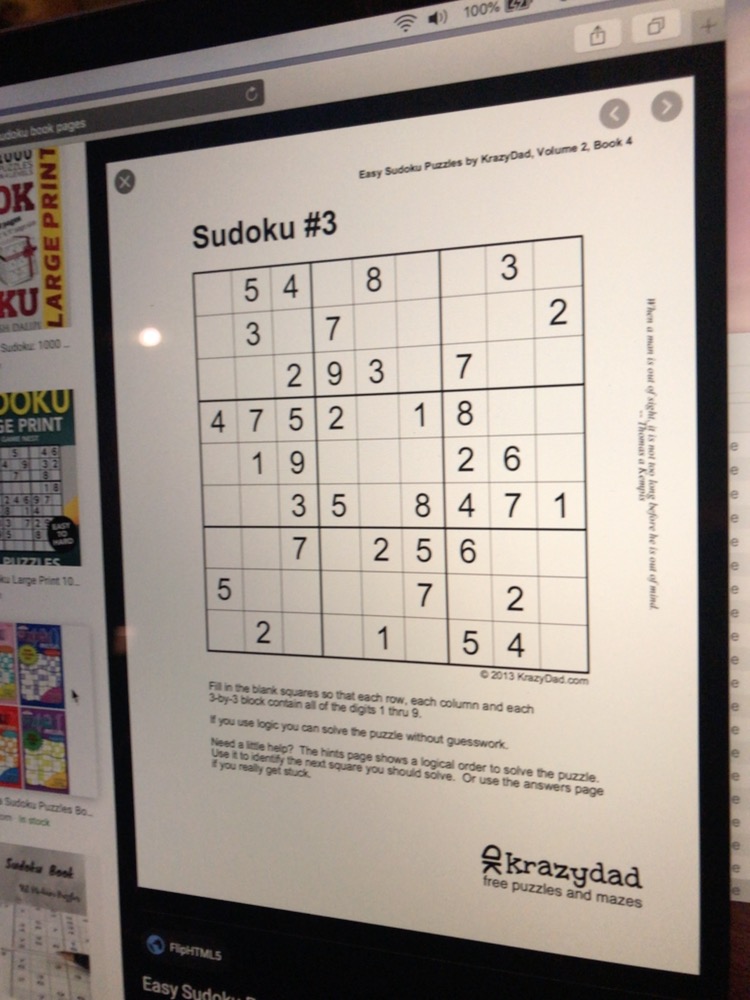 100%
sudoku book pages
Easy Sudoku Puzzles by KrazyDad, Volume 2, Book 4
Sudoku #3
5 4 8 3
3 7 2
2 9 3 7
4 7 5 2 1 8
1 9 2 6
3 5 8 4 7 1
7 2 5 6
5 7 2
2 1 5 4
© 2013 KrazyDad.com
Fill in the blank squares so that each row, each column and each
3-by-3 block contain all of the digits 1 thru 9.
If you use logic you can solve the puzzle without guesswork.
Need a little help? The hints page shows a logical order to solve the puzzle.
Use it to identify the next square you should solve. Or use the answers page
if you really get stuck.
When a man is out of sight, it is not too long before he is out of mind.
-- Thomas a Kempis
KD krazydad
free puzzles and mazes
FlipHTML5
Easy Sudoku
LARGE PRINT
Sudoku: 1000 ...
PRINT
EASY
TO
HARD
PUZZLES
Large Print 10...
Sudoku Puzzles Bo...
In stock
Sudoku Book